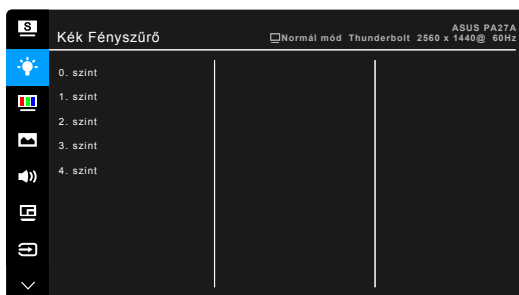 S
Kék Fényszűrő
ASUS PA27A
Normál mód Thunderbolt 2560 x 1440@ 60Hz
0. szint
1. szint
2. szint
3. szint
4. szint